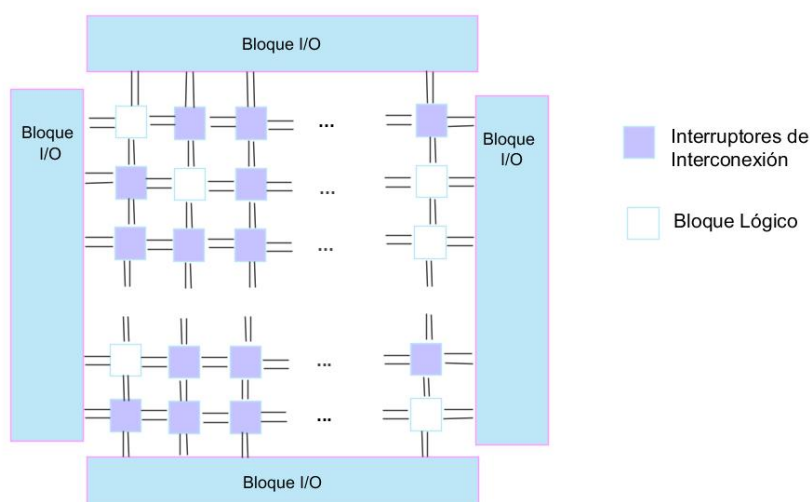 Bloque I/O
Bloque
I/O
Bloque
I/O
...
...
...
...
...
Bloque I/O
Interruptores de
Interconexión
Bloque Lógico